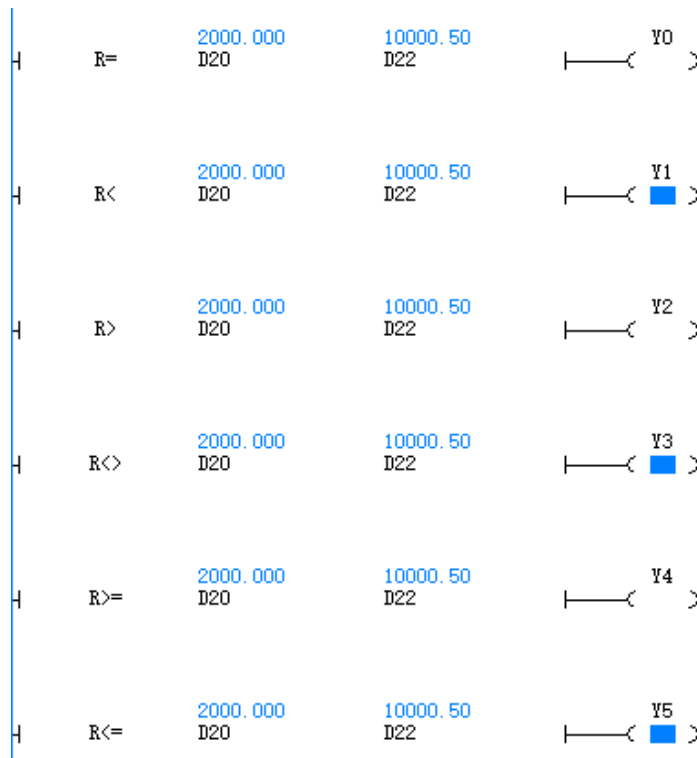 2000.000 10000.50 Y0
R= D20 D22
2000.000 10000.50 Y1
R< D20 D22
2000.000 10000.50 Y2
R> D20 D22
2000.000 10000.50 Y3
R<> D20 D22
2000.000 10000.50 Y4
R>= D20 D22
2000.000 10000.50 Y5
R<= D20 D22